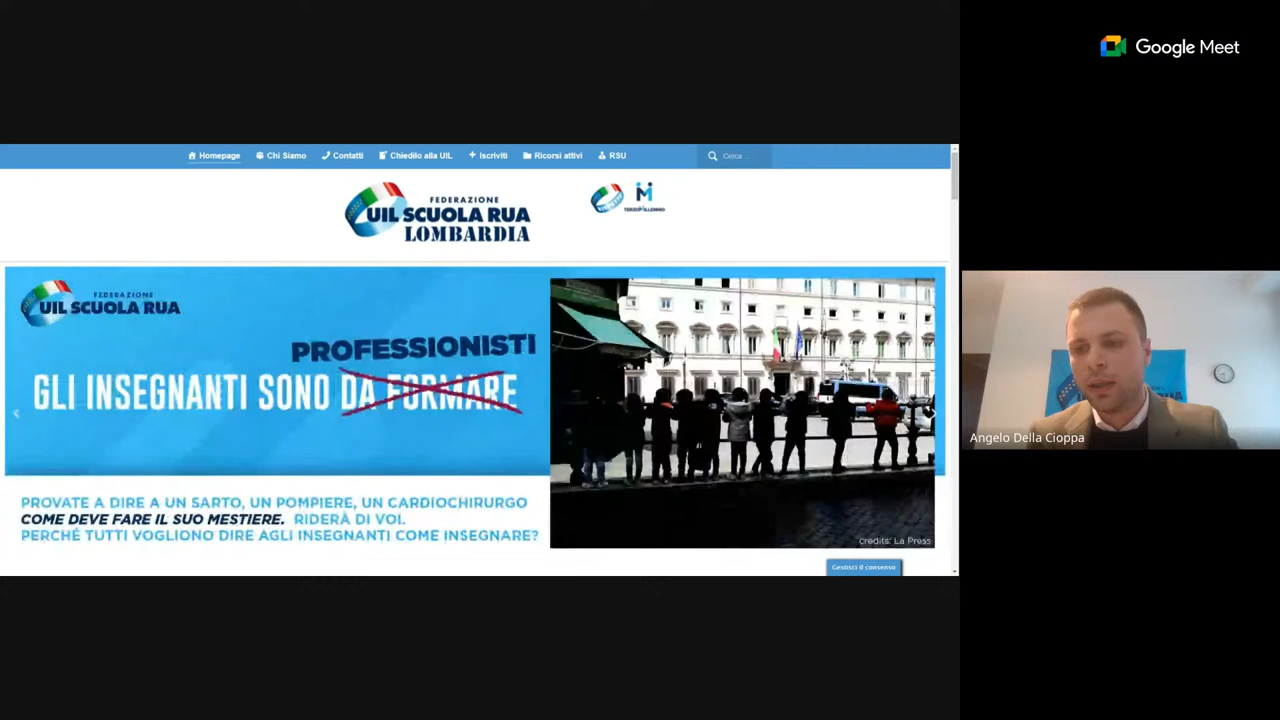 Google Meet
Homepage Chi Siamo Contatti Chiedilo alla UIL Iscriviti Ricorsi attivi RSU Cerca ...
FEDERAZIONE
UIL SCUOLA RUA
LOMBARDIA
TERZO MILLENNIO
FEDERAZIONE
UIL SCUOLA RUA
PROFESSIONISTI
GLI INSEGNANTI SONO DA FORMARE
PROVATE A DIRE A UN SARTO, UN POMPIERE, UN CARDIOCHIRURGO
COME DEVE FARE IL SUO MESTIERE. RIDERÀ DI VOI.
PERCHÉ TUTTI VOGLIONO DIRE AGLI INSEGNANTI COME INSEGNARE?
credits: La Press
Gestisci il consenso
Angelo Della Cioppa